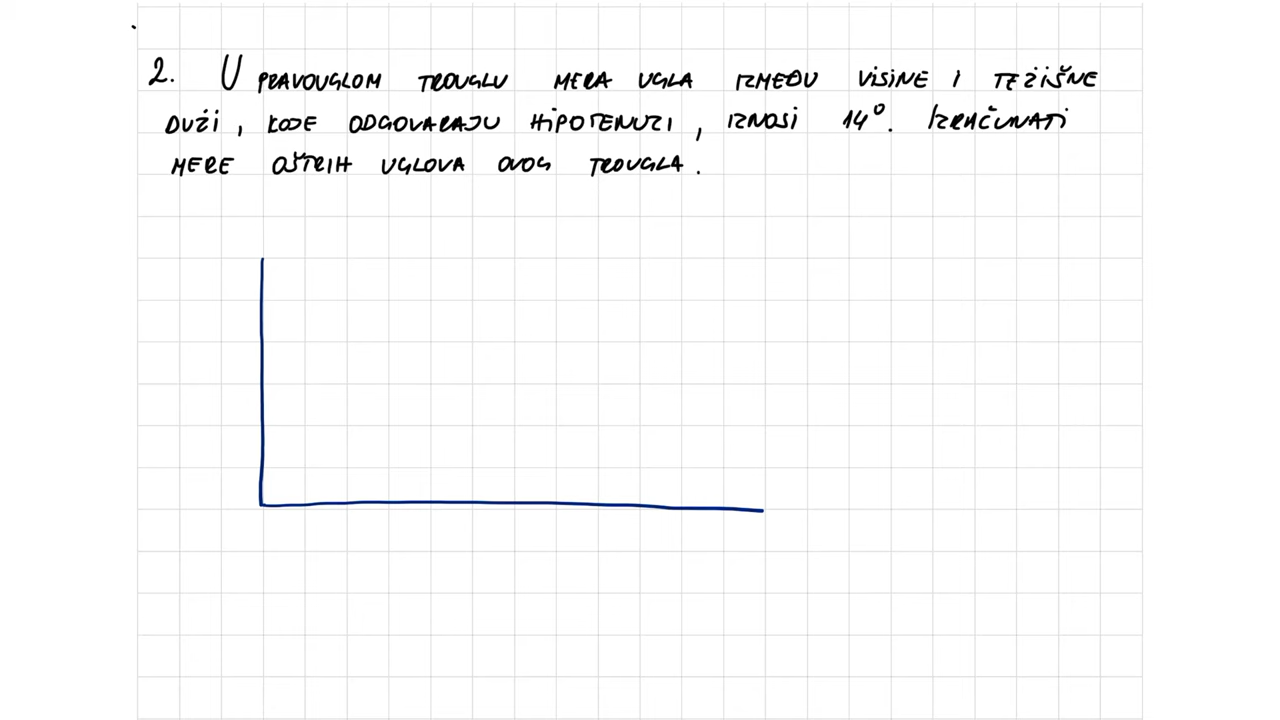 2. U PRAVOUGLOM TROUGLU MERA UGLA IZMEĐU VISINE I TEŽIŠNE
DUŽI, KOJE ODGOVARAJU HIPOTENUZI, IZNOSI 14°. IZRAČUNATI
MERE OŠTRIH UGLOVA OVOG TROUGLA.